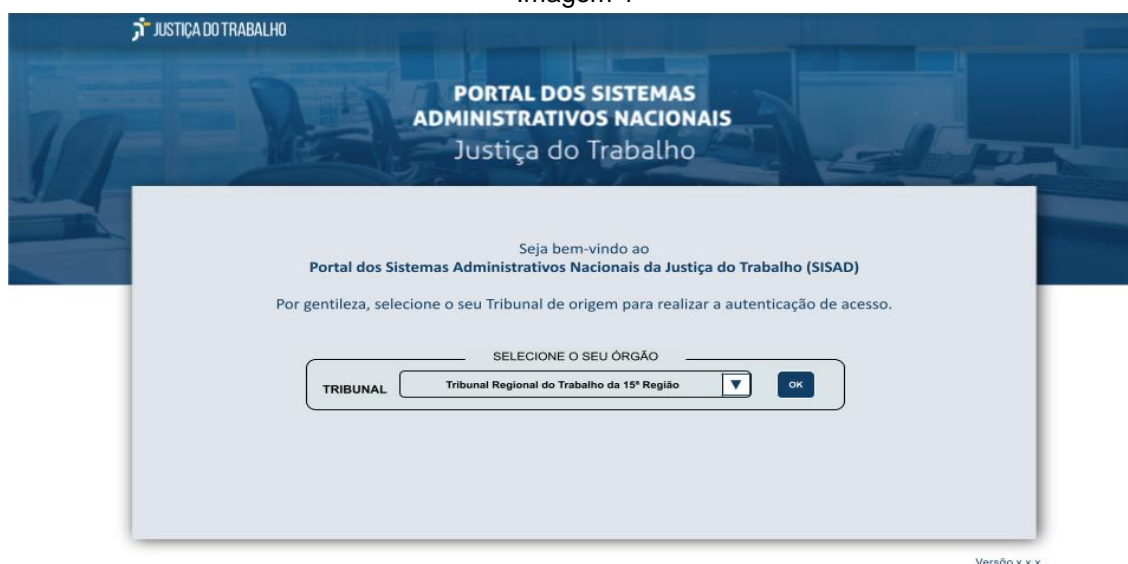 JUSTIÇA DO TRABALHO
PORTAL DOS SISTEMAS
ADMINISTRATIVOS NACIONAIS
Justiça do Trabalho
Seja bem-vindo ao
Portal dos Sistemas Administrativos Nacionais da Justiça do Trabalho (SISAD)
Por gentileza, selecione o seu Tribunal de origem para realizar a autenticação de acesso.
SELECIONE O SEU ÓRGÃO
TRIBUNAL Tribunal Regional do Trabalho da 15ª Região OK
Versão x.x.x